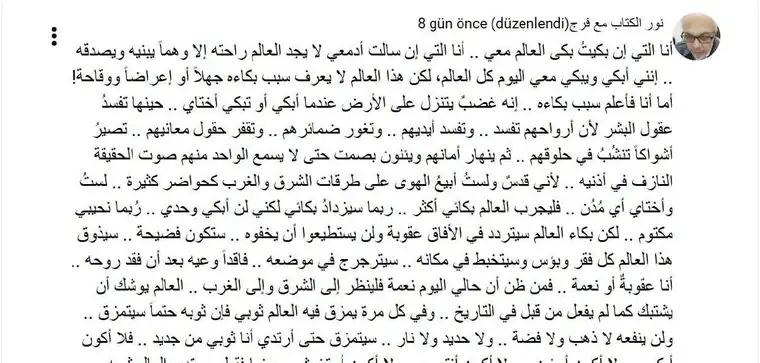 نور الكتاب مع فرج 8 gün önce (düzenlendi)
أنا التي إن بكيتُ بكى العالم معي .. أنا التي إن سالت أدمعي لا يجد العالم راحته إلا وهماً يبنيه ويصدقه
.. إنني أبكي ويبكي معي اليوم كل العالم، لكن هذا العالم لا يعرف سبب بكاءه جهلاً أو إعراضاً ووقاحة!
أما أنا فأعلم سبب بكاءه .. إنه غضبٌ يتنزل على الأرض عندما أبكي أو تبكي أختاي .. حينها تفسدُ
عقول البشر لأن أرواحهم تفسد .. وتفسد أيديهم .. وتغور ضمائرهم .. وتقفر حقول معانيهم .. تصيرُ
أشواكاً تنشُبُ في حلوقهم .. ثم ينهار أمانهم ويئنون بصمت حتى لا يسمع الواحد منهم صوت الحقيقة
النازف في أذنيه .. لأني قدسٌ ولستُ أبيعُ الهوى على طرقات الشرق والغرب كحواضر كثيرة .. لستُ
وأختاي أي مُدُن .. فليجرب العالم بكائي أكثر .. ربما سيزدادُ بكائي لكني لن أبكي وحدي .. رُبما نحيبي
مكتوم .. لكن بكاء العالم سيتردد في الآفاق عقوبة ولن يستطيعوا أن يخفوه .. ستكون فضيحة .. سيذوق
هذا العالم كل فقر وبؤس وسيتخبط في مكانه .. سيترجرج في موضعه .. فاقداً وعيه بعد أن فقد روحه ..
أنا عقوبةٌ أو نعمة .. فمن ظن أن حالي اليوم نعمة فلينظر إلى الشرق وإلى الغرب .. العالم يوشك أن
يشتبك كما لم يفعل من قبل في التاريخ .. وفي كل مرة يمزق فيه العالم ثوبي فإن ثوبه حتماً سيتمزق ..
ولن ينفعه لا ذهب ولا فضة .. ولا حديد ولا نار .. سيتمزق حتى أرتدي أنا ثوبي من جديد .. فلا أكون